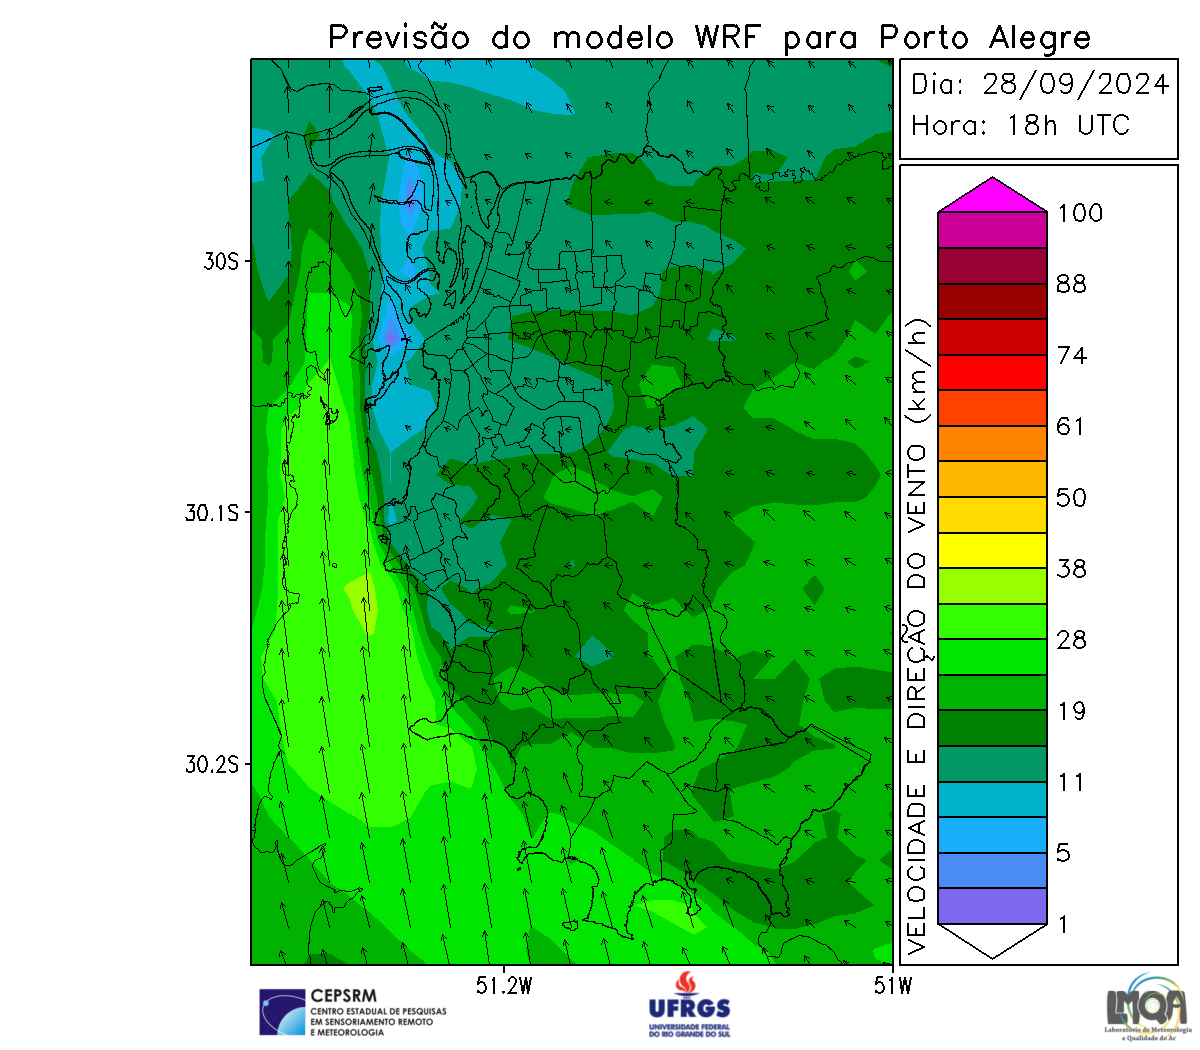 Previsão do modelo WRF para Porto Alegre
Dia: 28/09/2024
Hora: 18h UTC
30S
30.1S
30.2S
51.2W
51W
VELOCIDADE E DIREÇÃO DO VENTO (km/h)
100
88
74
61
50
38
28
19
11
5
1
CEPSRM
CENTRO ESTADUAL DE PESQUISAS
EM SENSORIAMENTO REMOTO
E METEOROLOGIA
UFRGS
UNIVERSIDADE FEDERAL
DO RIO GRANDE DO SUL
LMQA
Laboratório de Meteorologia
e Qualidade do Ar